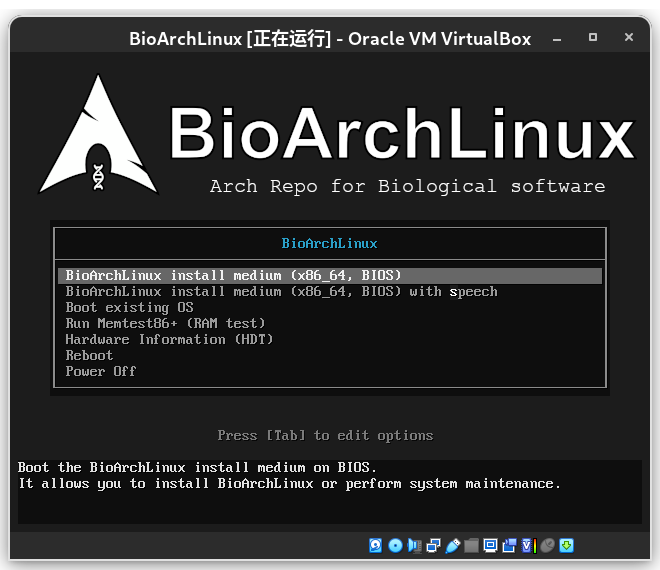 BioArchLinux [正在运行] - Oracle VM VirtualBox
BioArchLinux
Arch Repo for Biological software
BioArchLinux
BioArchLinux install medium (x86_64, BIOS)
BioArchLinux install medium (x86_64, BIOS) with speech
Boot existing OS
Run Memtest86+ (RAM test)
Hardware Information (HDT)
Reboot
Power Off
Press [Tab] to edit options
Boot the BioArchLinux install medium on BIOS.
It allows you to install BioArchLinux or perform system maintenance.